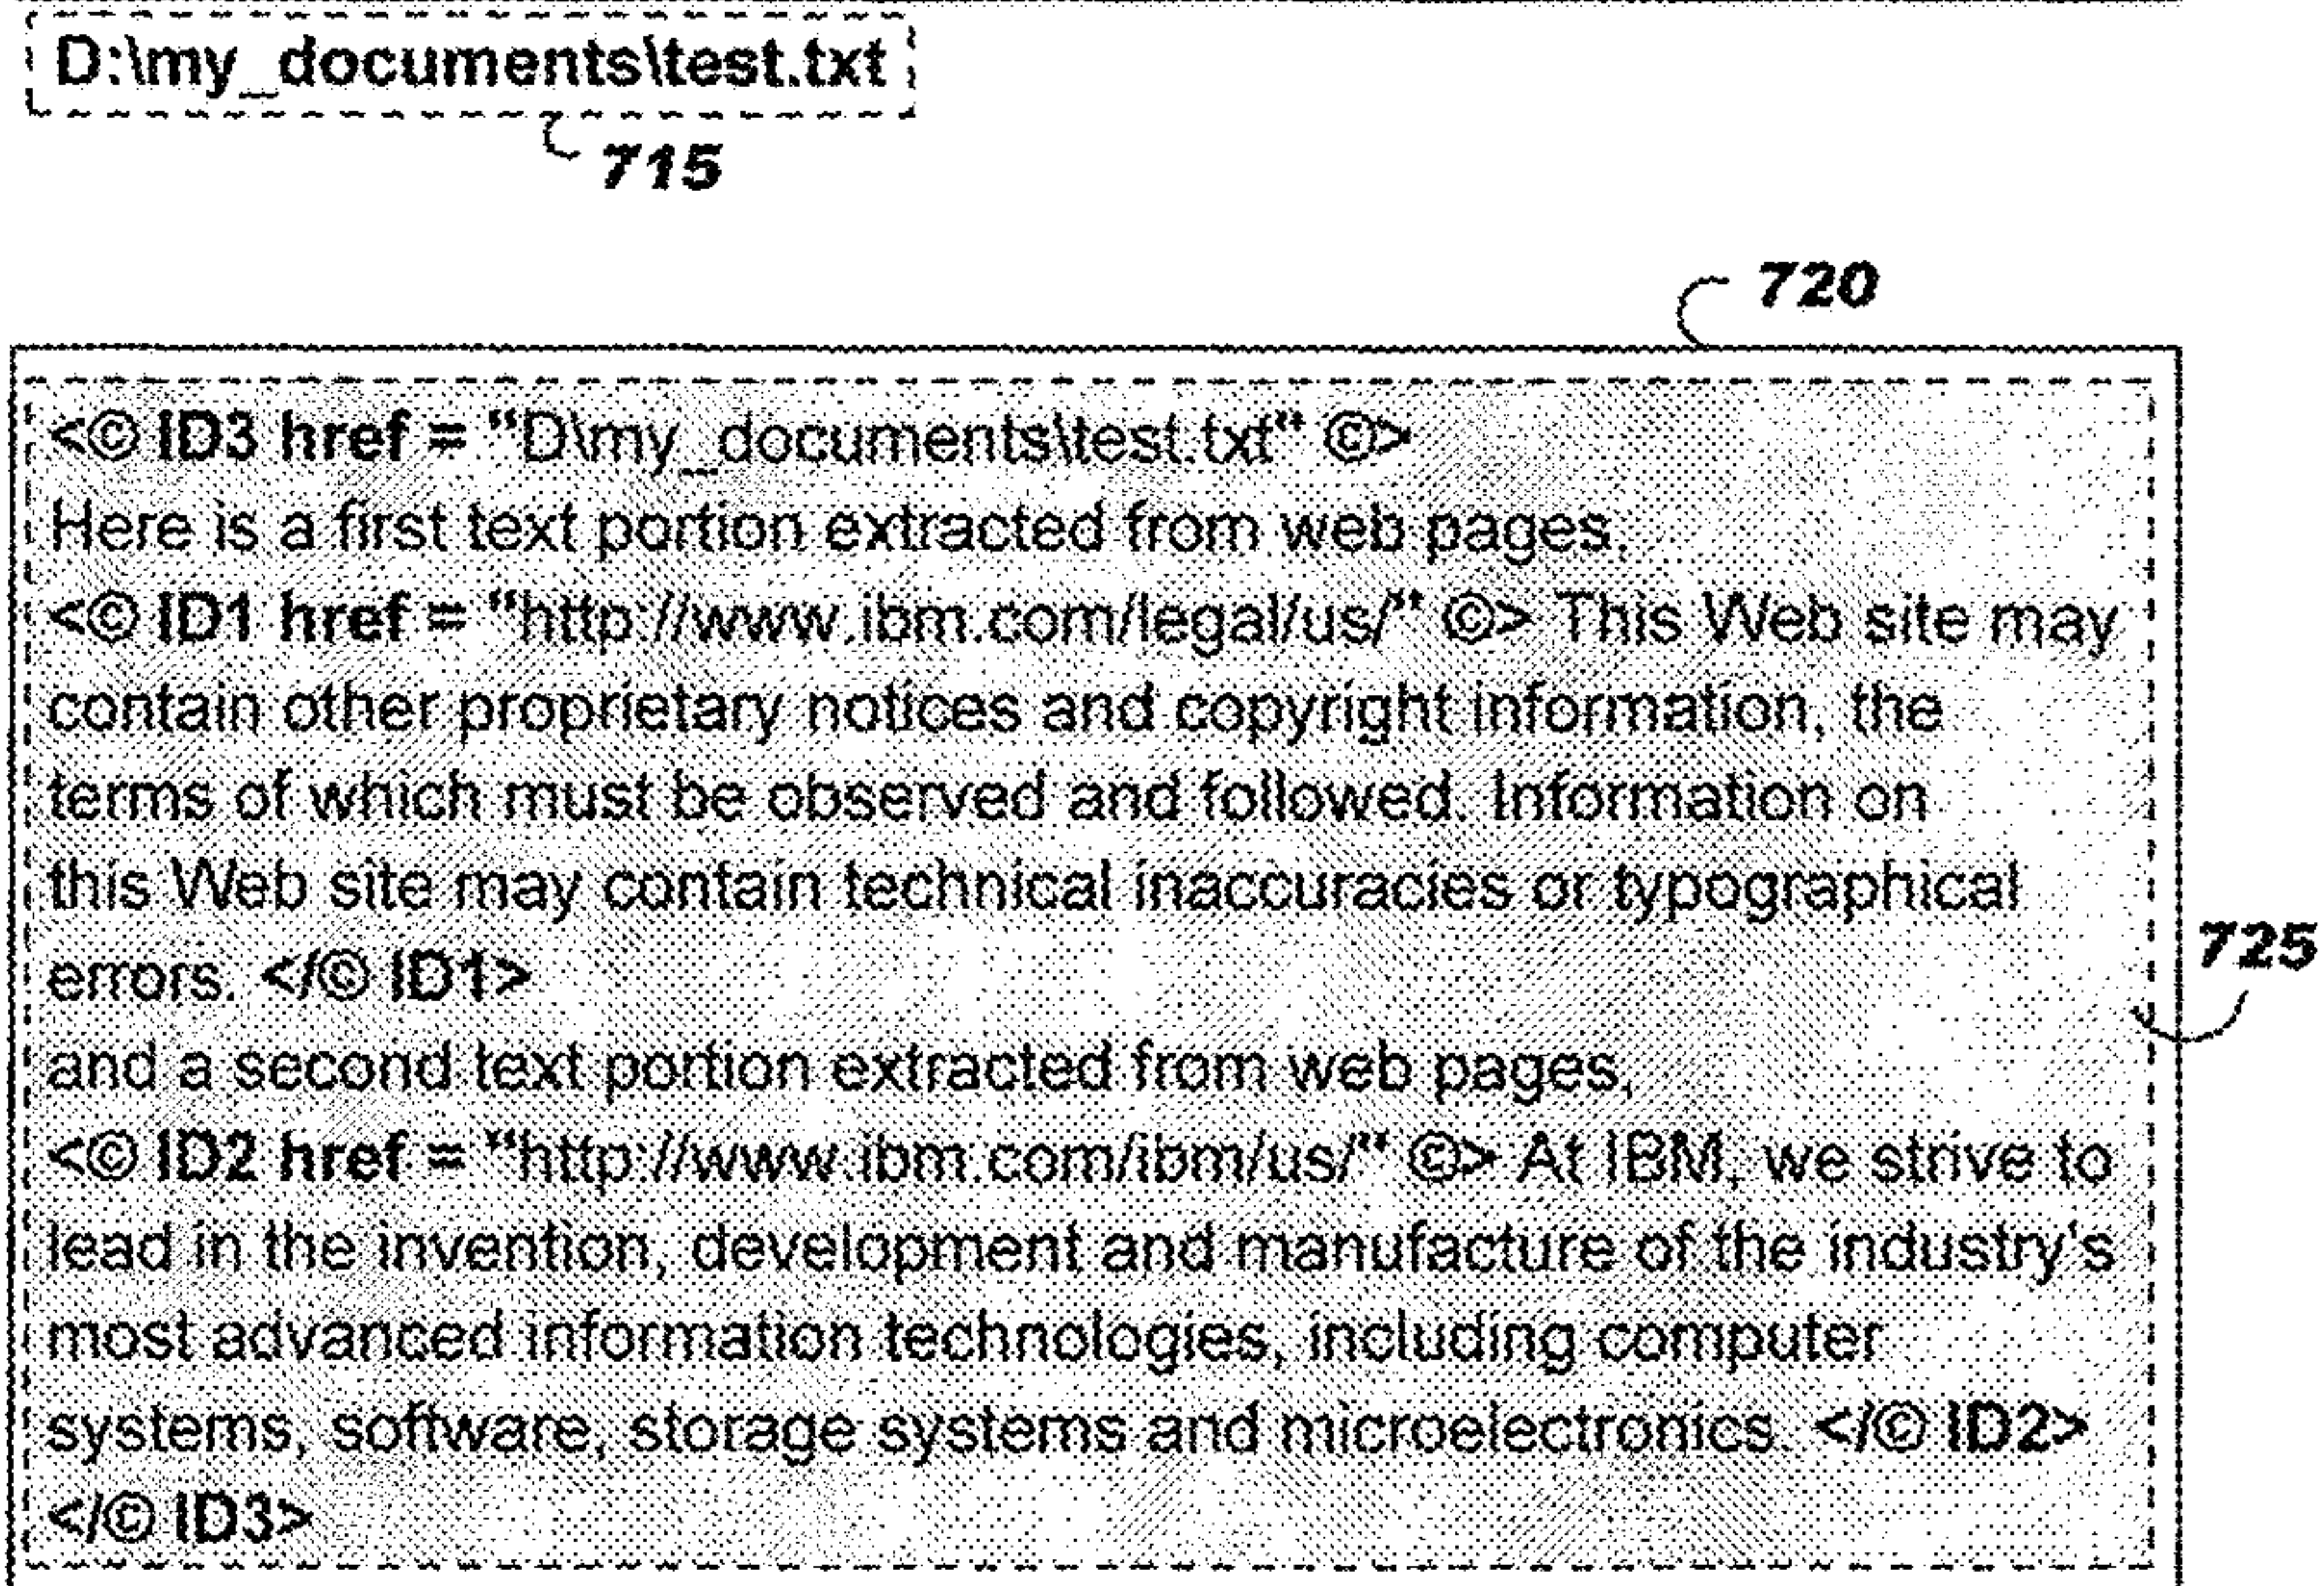 D:\my_documents\test.txt
715
720
<© ID3 href = "D\my_documents\test.txt" ©>
Here is a first text portion extracted from web pages,
<© ID1 href = "http://www.ibm.com/legal/us/" ©> This Web site may
contain other proprietary notices and copyright information, the
terms of which must be observed and followed. Information on
this Web site may contain technical inaccuracies or typographical
errors. </© ID1>
725
and a second text portion extracted from web pages,
<© ID2 href = "http://www.ibm.com/ibm/us/" ©> At IBM, we strive to
lead in the invention, development and manufacture of the industry's
most advanced information technologies, including computer
systems, software, storage systems and microelectronics. </© ID2>
</© ID3>